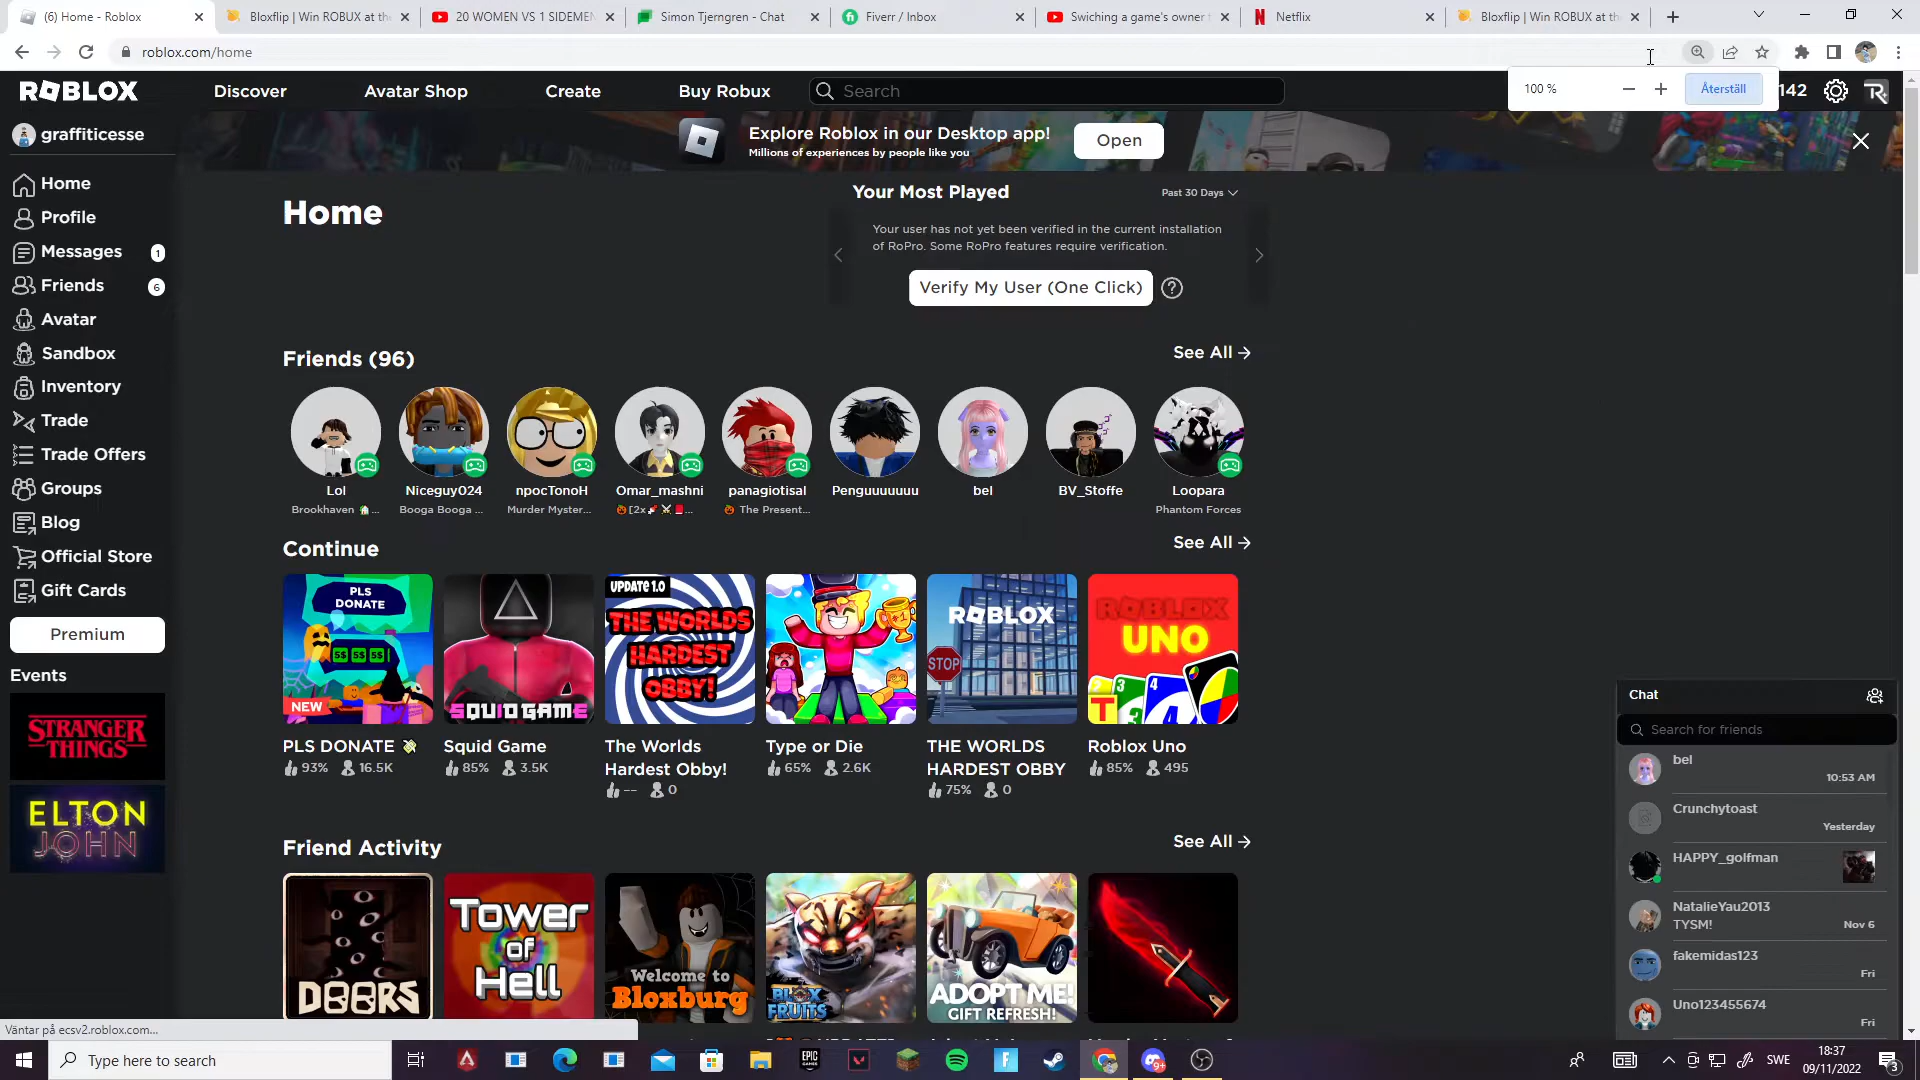 (6) Home - Roblox
Bloxflip | Win ROBUX at the
20 WOMEN VS 1 SIDEMEN
Simon Tjerngren - Chat
Fiverr / Inbox
Swiching a game's owner
Netflix
Bloxflip | Win ROBUX at the
roblox.com/home
100 %
Återställ
142
ROBLOX
Discover
Avatar Shop
Create
Buy Robux
Search
graffiticesse
Explore Roblox in our Desktop app!
Millions of experiences by people like you
Open
Home
Profile
Messages
1
Friends
6
Avatar
Sandbox
Inventory
Trade
Trade Offers
Groups
Blog
Official Store
Gift Cards
Premium
Events
STRANGER
THINGS
ELTON
JOHN
Home
Your Most Played
Past 30 Days
Your user has not yet been verified in the current installation
of RoPro. Some RoPro features require verification.
Verify My User (One Click)
?
Friends (96)
See All
Lol
Brookhaven ...
Niceguy024
Booga Booga ...
npocTonoH
Murder Myster...
Omar_mashni
[2x ...
panagiotisal
The Present...
Penguuuuuuu
bel
BV_Stoffe
Loopara
Phantom Forces
Continue
See All
PLS
DONATE
5$ 5$ 5$
NEW
SQUID GAME
UPDATE 1.0
THE WORLDS
HARDEST
OBBY!
ROBLOX
STOP
ROBLOX
UNO
PLS DONATE
93% 16.5K
Squid Game
85% 3.5K
The Worlds
Hardest Obby!
-- 0
Type or Die
65% 2.6K
THE WORLDS
HARDEST OBBY
75% 0
Roblox Uno
85% 495
Friend Activity
See All
DOORS
Tower
of
Hell
Welcome to
Bloxburg
BLOX
FRUITS
ADOPT ME!
GIFT REFRESH!
Chat
Search for friends
bel
10:53 AM
Crunchytoast
Yesterday
HAPPY_golfman
NatalieYau2013
TYSM!
Nov 6
fakemidas123
Fri
Uno123455674
Fri
Väntar på ecsv2.roblox.com...
Type here to search
EPIC
GAMES
9+
SWE
18:37
09/11/2022
3